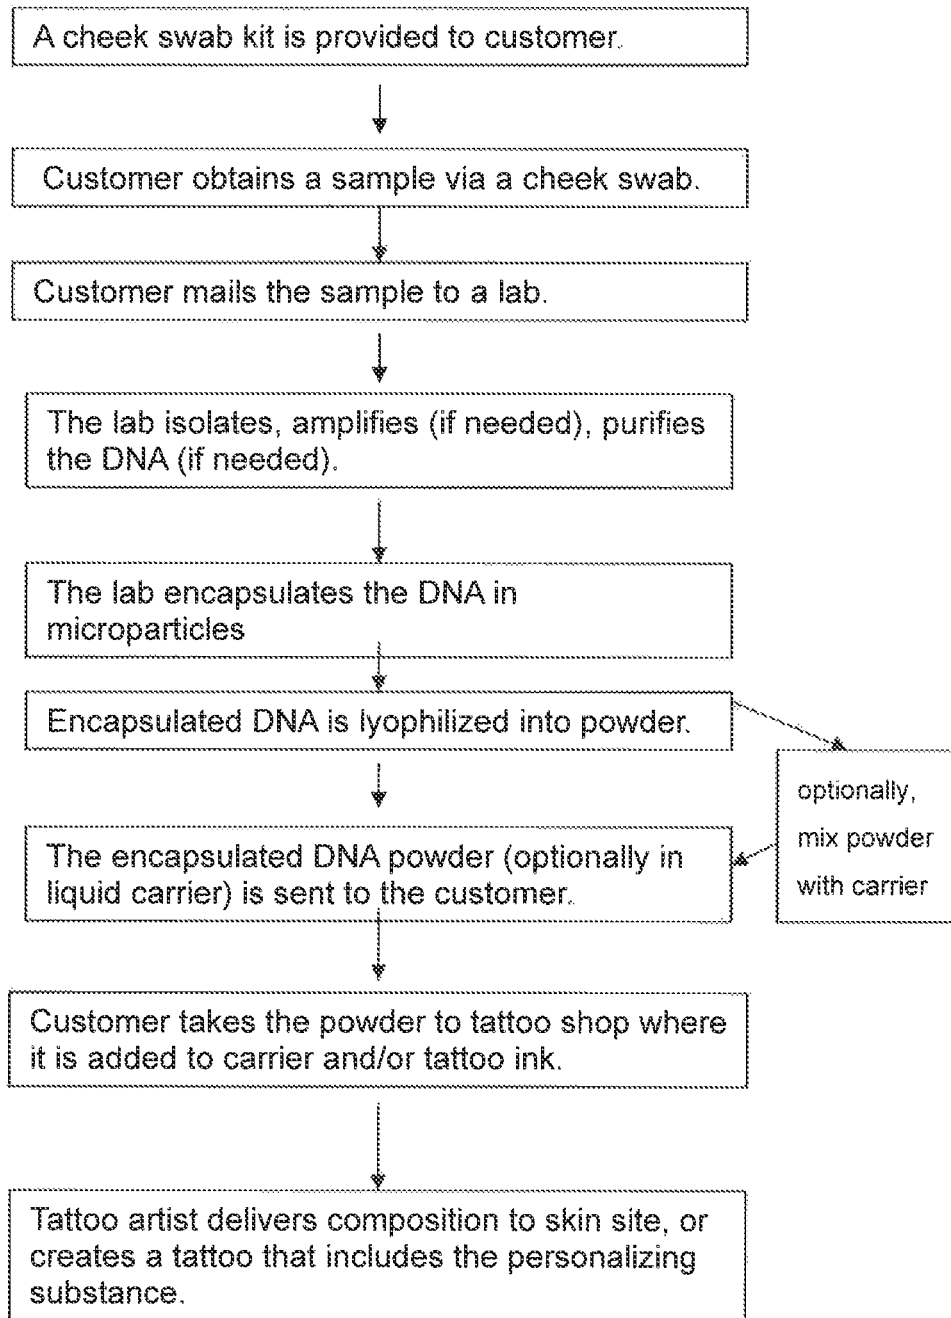 A cheek swab kit is provided to customer.
Customer obtains a sample via a cheek swab.
Customer mails the sample to a lab.
The lab isolates, amplifies (if needed), purifies
the DNA (if needed).
The lab encapsulates the DNA in
microparticles
Encapsulated DNA is lyophilized into powder.
optionally,
mix powder
with carrier
The encapsulated DNA powder (optionally in
liquid carrier) is sent to the customer.
Customer takes the powder to tattoo shop where
it is added to carrier and/or tattoo ink.
Tattoo artist delivers composition to skin site, or
creates a tattoo that includes the personalizing
substance.